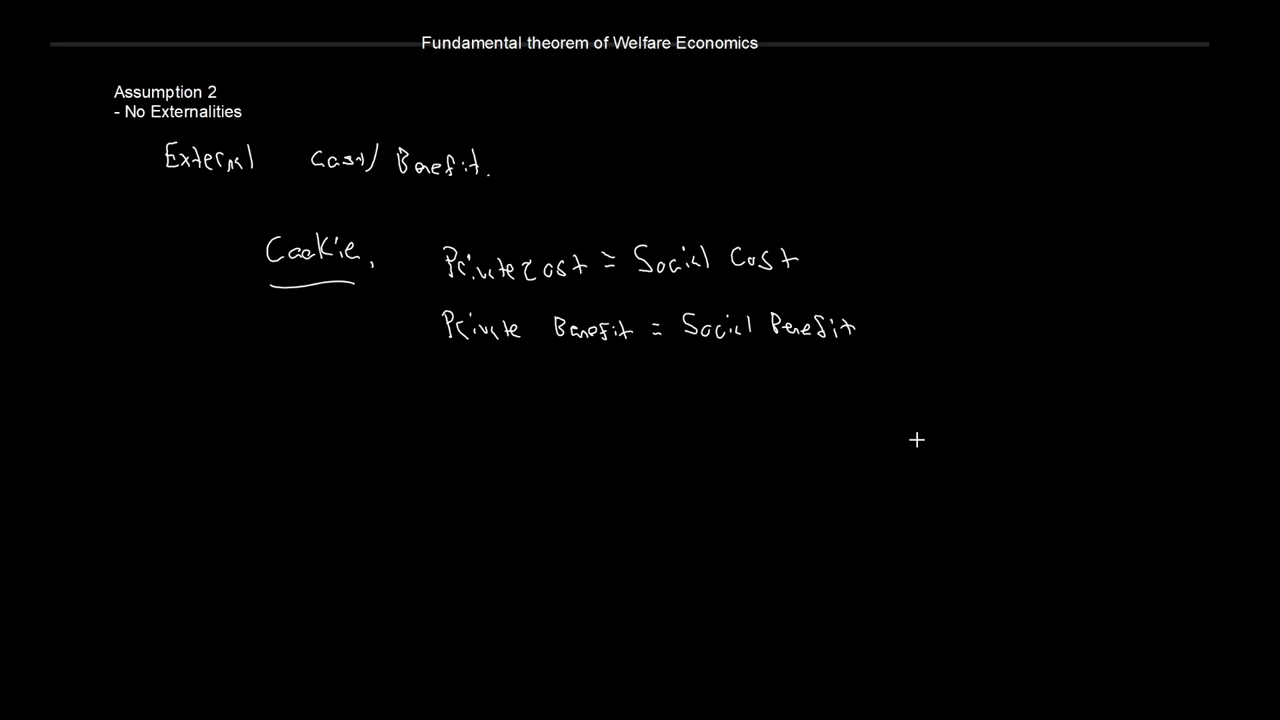 Fundamental theorem of Welfare Economics
Assumption 2
- No Externalities
External Cost/ Benefit.
Cookie, Private Cost = Social Cost
Private Benefit = Social Benefit